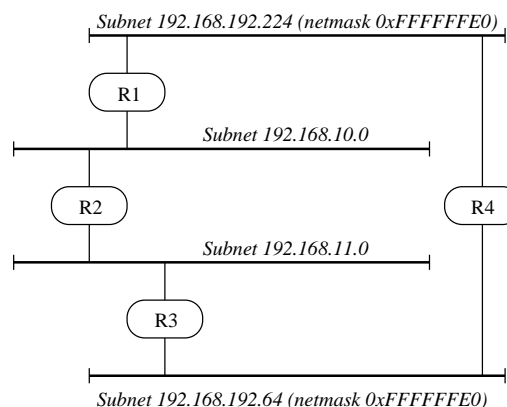 Subnet 192.168.192.224 (netmask 0xFFFFFFE0)
R1
Subnet 192.168.10.0
R2
R4
Subnet 192.168.11.0
R3
Subnet 192.168.192.64 (netmask 0xFFFFFFE0)